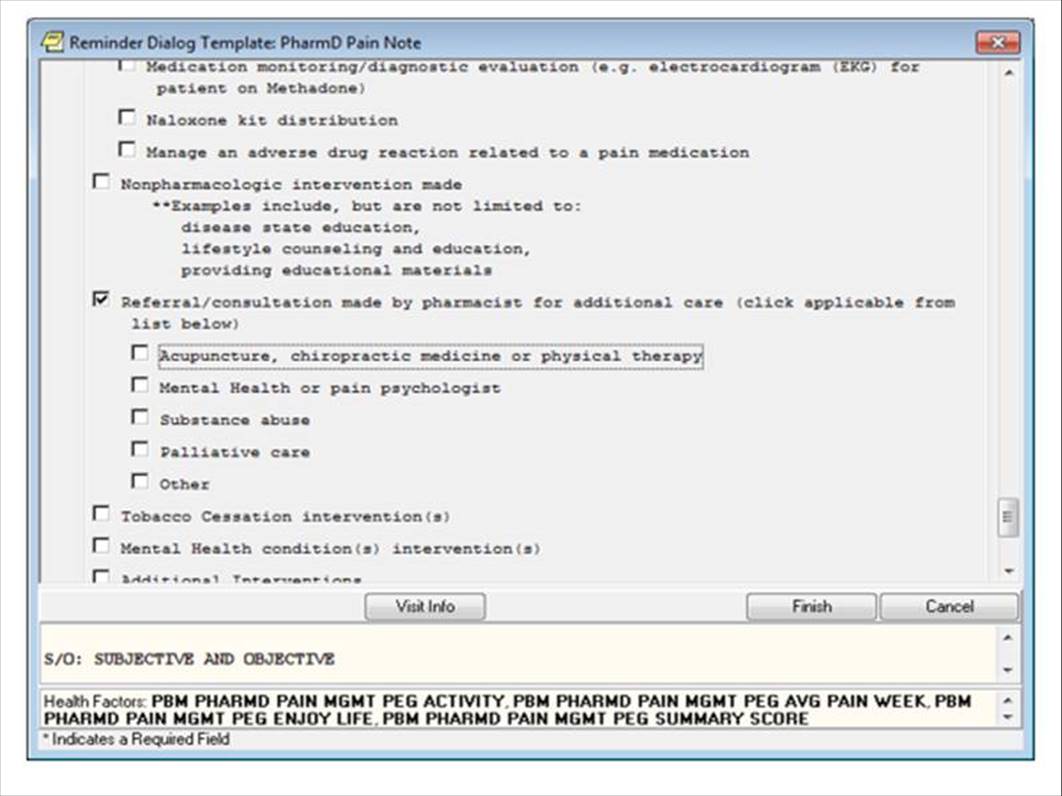 Reminder Dialog Template: PharmD Pain Note
Medication monitoring/diagnostic evaluation (e.g. electrocardiogram (EKG) for
patient on Methadone)
Naloxone kit distribution
Manage an adverse drug reaction related to a pain medication
Nonpharmacologic intervention made
**Examples include, but are not limited to:
disease state education,
lifestyle counseling and education,
providing educational materials
Referral/consultation made by pharmacist for additional care (click applicable from
list below)
Acupuncture, chiropractic medicine or physical therapy
Mental Health or pain psychologist
Substance abuse
Palliative care
Other
Tobacco Cessation intervention(s)
Mental Health condition(s) intervention(s)
Additional Interventions
Visit Info
Finish
Cancel
S/O: SUBJECTIVE AND OBJECTIVE
Health Factors: PBM PHARMD PAIN MGMT PEG ACTIVITY, PBM PHARMD PAIN MGMT PEG AVG PAIN WEEK, PBM
PHARMD PAIN MGMT PEG ENJOY LIFE, PBM PHARMD PAIN MGMT PEG SUMMARY SCORE
* Indicates a Required Field